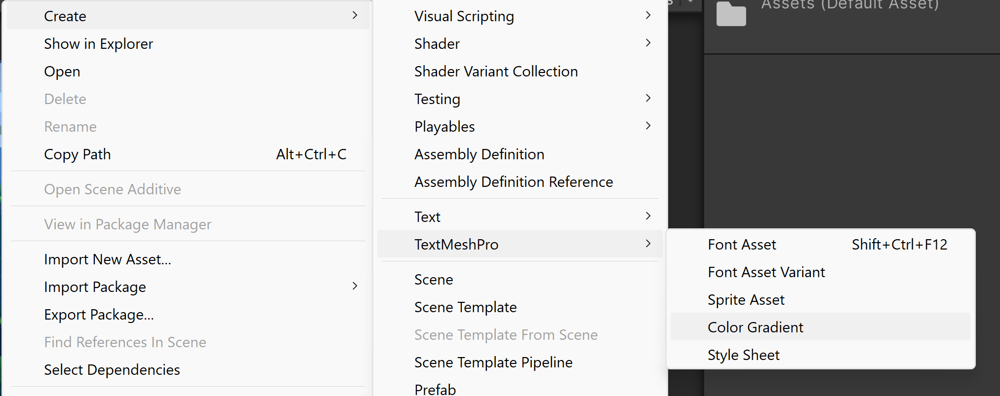 Create
Show in Explorer
Open
Delete
Rename
Copy Path Alt+Ctrl+C
Open Scene Additive
View in Package Manager
Import New Asset...
Import Package
Export Package...
Find References In Scene
Select Dependencies
Visual Scripting
Shader
Shader Variant Collection
Testing
Playables
Assembly Definition
Assembly Definition Reference
Text
TextMeshPro
Scene
Scene Template
Scene Template From Scene
Scene Template Pipeline
Prefab
Font Asset Shift+Ctrl+F12
Font Asset Variant
Sprite Asset
Color Gradient
Style Sheet
Assets (Default Asset)